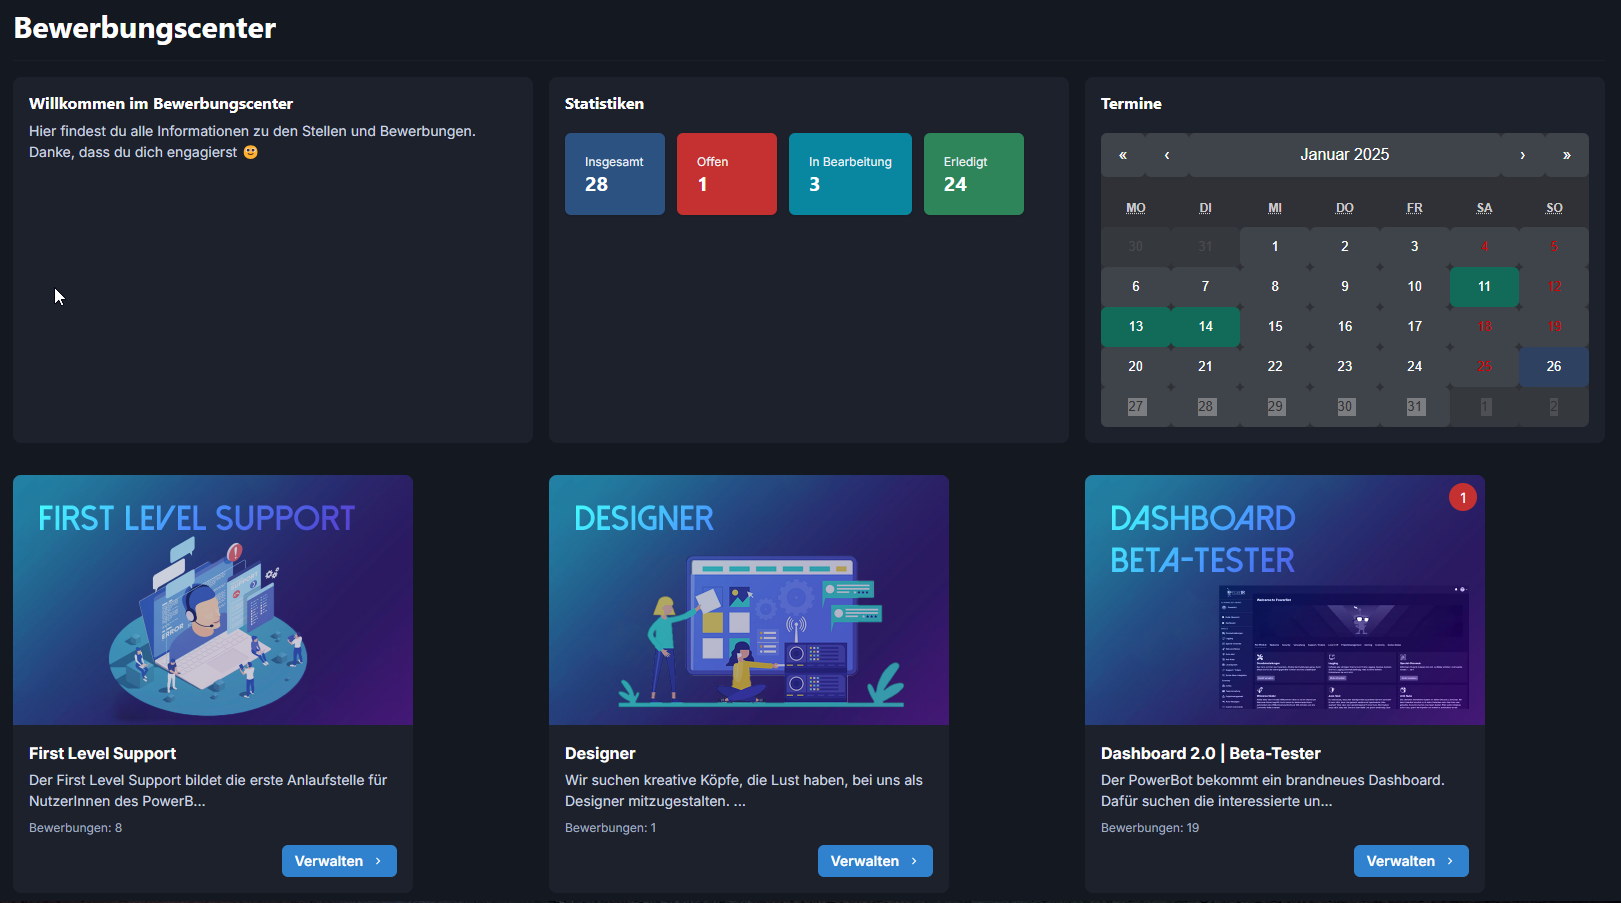 Bewerbungscenter
Willkommen im Bewerbungscenter
Hier findest du alle Informationen zu den Stellen und Bewerbungen.
Danke, dass du dich engagierst 🙂
Statistiken
Insgesamt
28
Offen
1
In Bearbeitung
3
Erledigt
24
Termine
« ‹ Januar 2025 › »
MO DI MI DO FR SA SO
30 31 1 2 3 4 5
6 7 8 9 10 11 12
13 14 15 16 17 18 19
20 21 22 23 24 25 26
27 28 29 30 31 1 2
FIRST LEVEL SUPPORT
ERROR
First Level Support
Der First Level Support bildet die erste Anlaufstelle für
NutzerInnen des PowerB...
Bewerbungen: 8
Verwalten ›
DESIGNER
Designer
Wir suchen kreative Köpfe, die Lust haben, bei uns als
Designer mitzugestalten. ...
Bewerbungen: 1
Verwalten ›
1
DASHBOARD
BETA-TESTER
Dashboard 2.0 | Beta-Tester
Der PowerBot bekommt ein brandneues Dashboard.
Dafür suchen die interessierte un...
Bewerbungen: 19
Verwalten ›